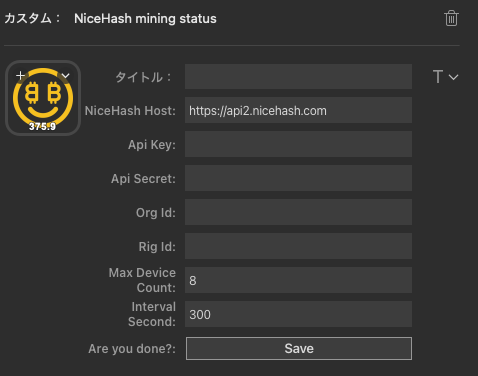 カスタム： NiceHash mining status
タイトル：
T
375.9
NiceHash Host: https://api2.nicehash.com
Api Key:
Api Secret:
Org Id:
Rig Id:
Max Device
Count: 8
Interval
Second: 300
Are you done?: Save